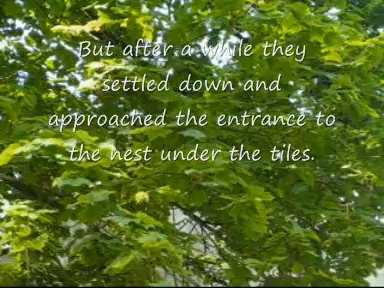 But after a while they
settled down and
approached the entrance to
the nest under the tiles.